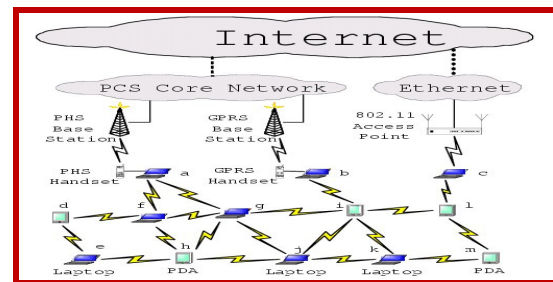 Internet
PCS Core Network
Ethernet
PHS Base Station
GPRS Base Station
802.11 Access Point
PHS Handset
a
GPRS Handset
b
c
d
f
g
i
l
e
h
j
k
m
Laptop
PDA
Laptop
Laptop
PDA